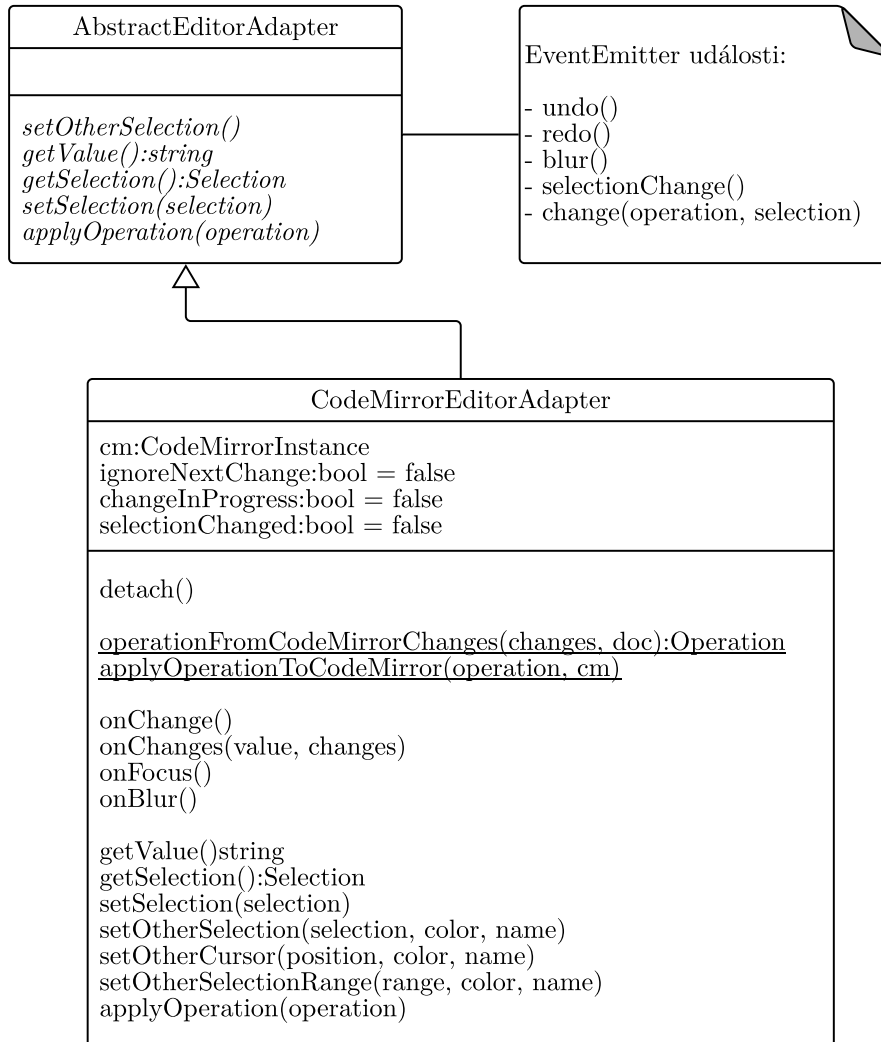 AbstractEditorAdapter
setOtherSelection()
getValue():string
getSelection():Selection
setSelection(selection)
applyOperation(operation)
EventEmitter události:
- undo()
- redo()
- blur()
- selectionChange()
- change(operation, selection)
CodeMirrorEditorAdapter
cm:CodeMirrorInstance
ignoreNextChange:bool = false
changeInProgress:bool = false
selectionChanged:bool = false
detach()
operationFromCodeMirrorChanges(changes, doc):Operation
applyOperationToCodeMirror(operation, cm)
onChange()
onChanges(value, changes)
onFocus()
onBlur()
getValue()string
getSelection():Selection
setSelection(selection)
setOtherSelection(selection, color, name)
setOtherCursor(position, color, name)
setOtherSelectionRange(range, color, name)
applyOperation(operation)